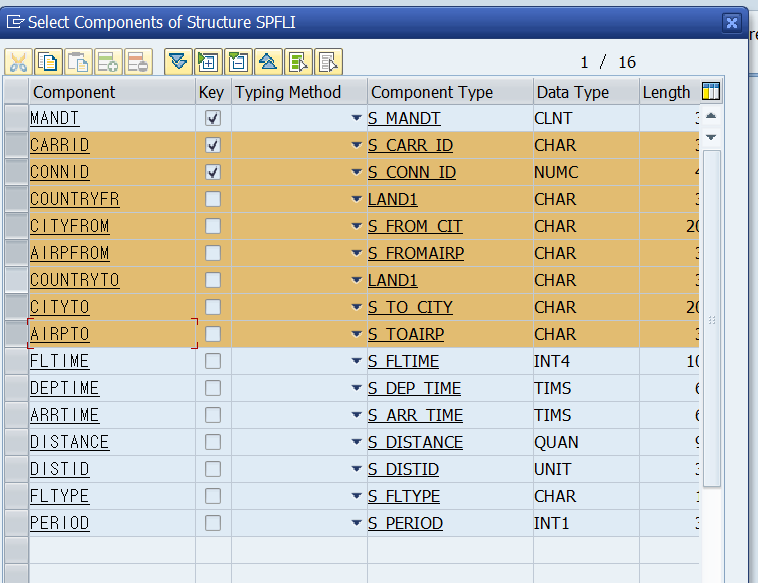 Select Components of Structure SPFLI
re
1 / 16
Component Key Typing Method Component Type Data Type Length
MANDT S_MANDT CLNT 3
CARRID S_CARR_ID CHAR 3
CONNID S_CONN_ID NUMC 4
COUNTRYFR LAND1 CHAR 3
CITYFROM S_FROM_CIT CHAR 20
AIRPFROM S_FROMAIRP CHAR 3
COUNTRYTO LAND1 CHAR 3
CITYTO S_TO_CITY CHAR 20
AIRPTO S_TOAIRP CHAR 3
FLTIME S_FLTIME INT4 10
DEPTIME S_DEP_TIME TIMS 6
ARRTIME S_ARR_TIME TIMS 6
DISTANCE S_DISTANCE QUAN 9
DISTID S_DISTID UNIT 3
FLTYPE S_FLTYPE CHAR 1
PERIOD S_PERIOD INT1 3